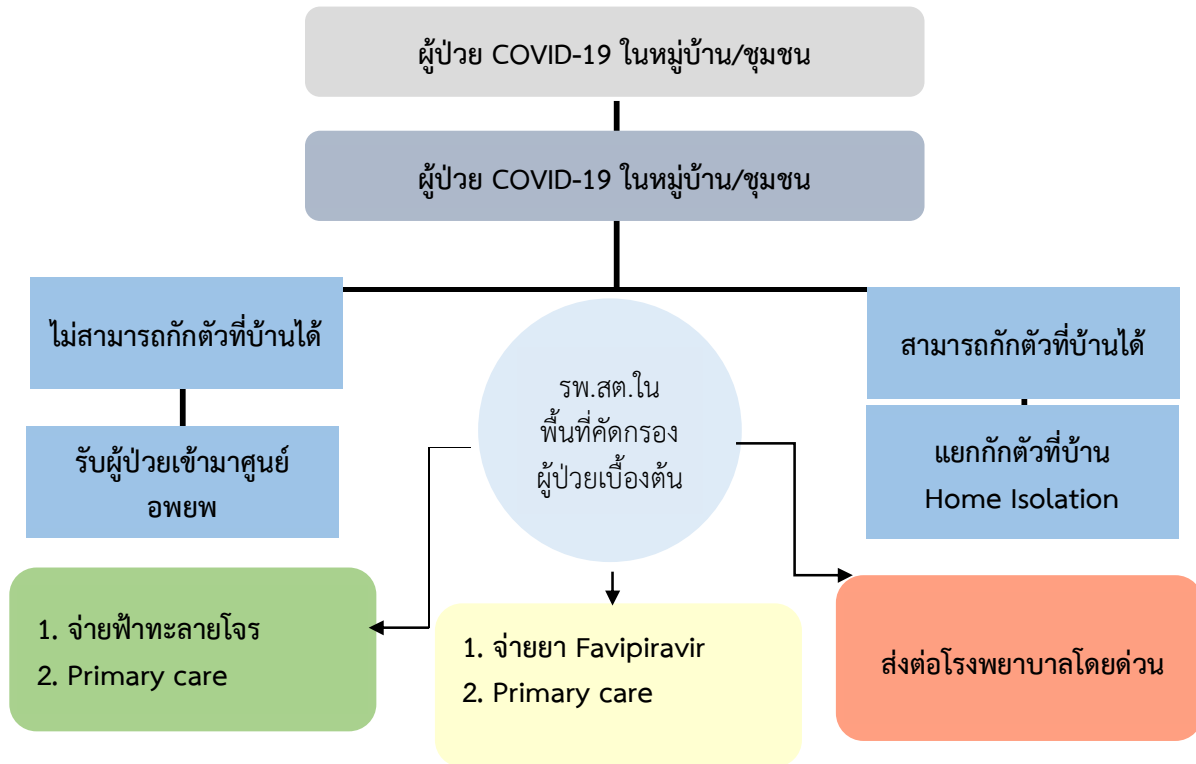 ผู้ป่วย COVID-19 ในหมู่บ้าน/ชุมชน
ผู้ป่วย COVID-19 ในหมู่บ้าน/ชุมชน
ไม่สามารถกักตัวที่บ้านได้
สามารถกักตัวที่บ้านได้
รพ.สต.ใน
พื้นที่คัดกรอง
ผู้ป่วยเบื้องต้น
รับผู้ป่วยเข้ามาศูนย์
อพยพ
แยกกักตัวที่บ้าน
Home Isolation
1. จ่ายฟ้าทะลายโจร
2. Primary care
1. จ่ายยา Favipiravir
2. Primary care
ส่งต่อโรงพยาบาลโดยด่วน